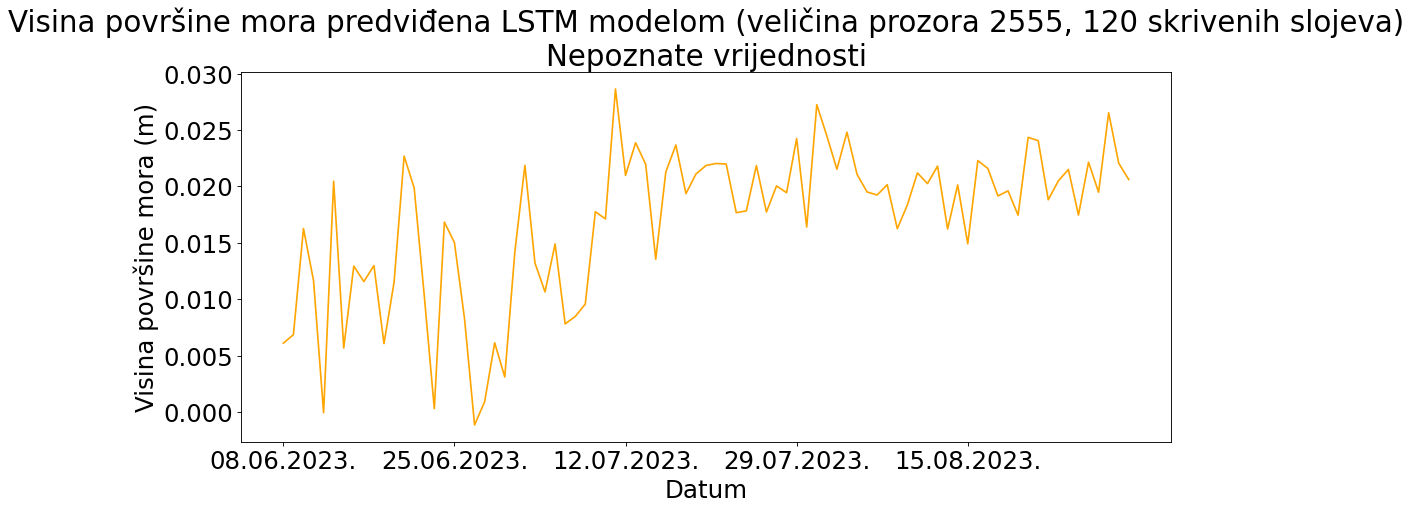 Visina površine mora predviđena LSTM modelom (veličina prozora 2555, 120 skrivenih slojeva)
Nepoznate vrijednosti
0.030
0.025
0.020
0.015
0.010
0.005
0.000
Visina površine mora (m)
08.06.2023. 25.06.2023. 12.07.2023. 29.07.2023. 15.08.2023.
Datum